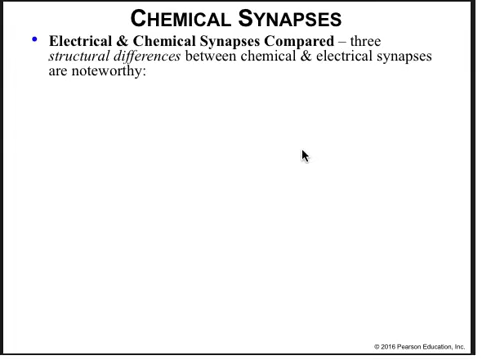 CHEMICAL SYNAPSES
• Electrical & Chemical Synapses Compared – three
structural differences between chemical & electrical synapses
are noteworthy:
© 2016 Pearson Education, Inc.